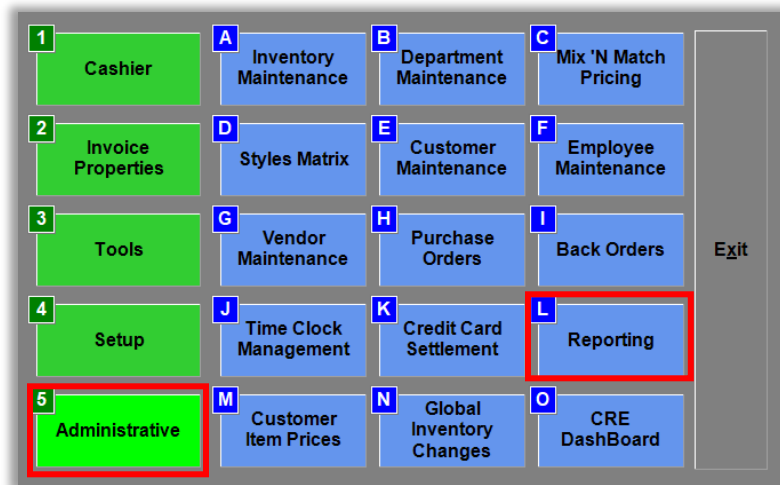 1
Cashier
A
Inventory
Maintenance
B
Department
Maintenance
C
Mix 'N Match
Pricing
2
Invoice
Properties
D
Styles Matrix
E
Customer
Maintenance
F
Employee
Maintenance
3
Tools
G
Vendor
Maintenance
H
Purchase
Orders
I
Back Orders
Exit
4
Setup
J
Time Clock
Management
K
Credit Card
Settlement
L
Reporting
5
Administrative
M
Customer
Item Prices
N
Global
Inventory
Changes
O
CRE
DashBoard